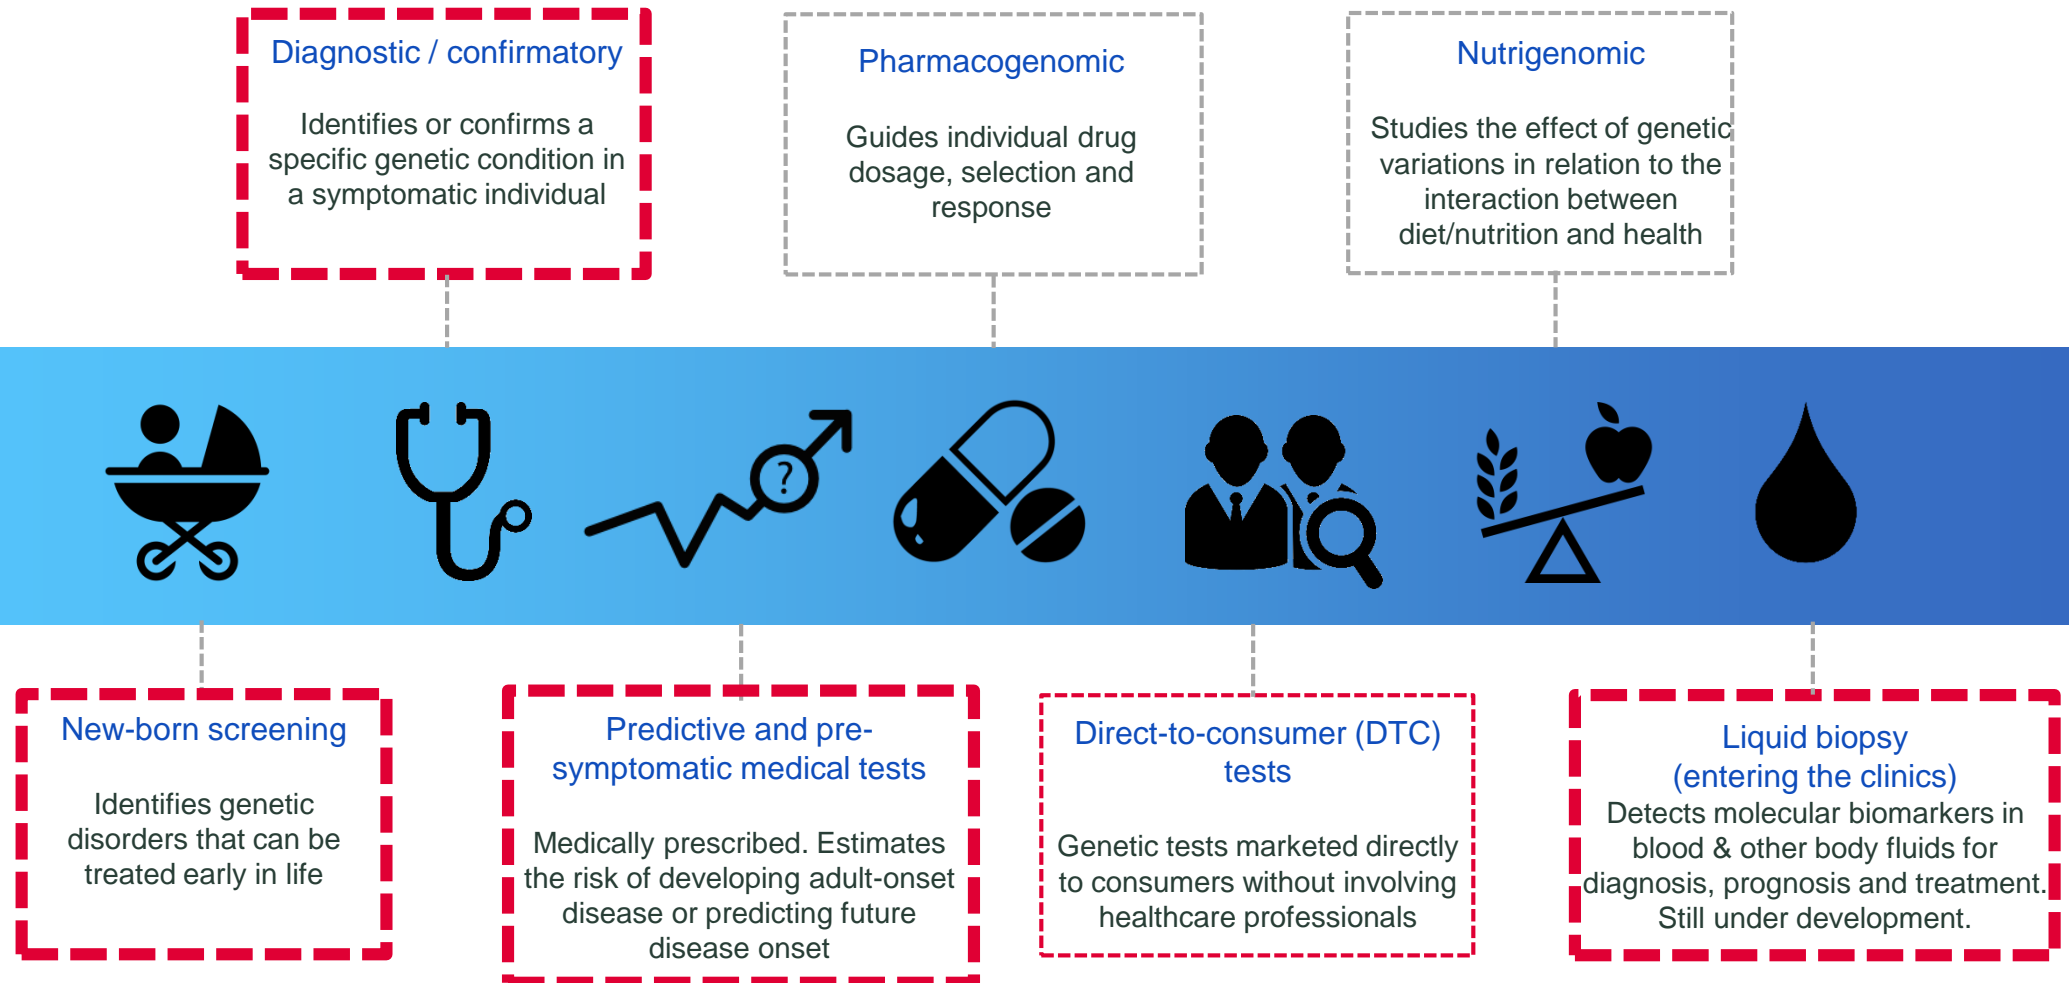 Diagnostic / confirmatory
Identifies or confirms a
specific genetic condition in
a symptomatic individual
Pharmacogenomic
Guides individual drug
dosage, selection and
response
Nutrigenomic
Studies the effect of genetic
variations in relation to the
interaction between
diet/nutrition and health
?
New-born screening
Identifies genetic
disorders that can be
treated early in life
Predictive and pre-
symptomatic medical tests
Medically prescribed. Estimates
the risk of developing adult-onset
disease or predicting future
disease onset
Direct-to-consumer (DTC)
tests
Genetic tests marketed directly
to consumers without involving
healthcare professionals
Liquid biopsy
(entering the clinics)
Detects molecular biomarkers in
blood & other body fluids for
diagnosis, prognosis and treatment.
Still under development.